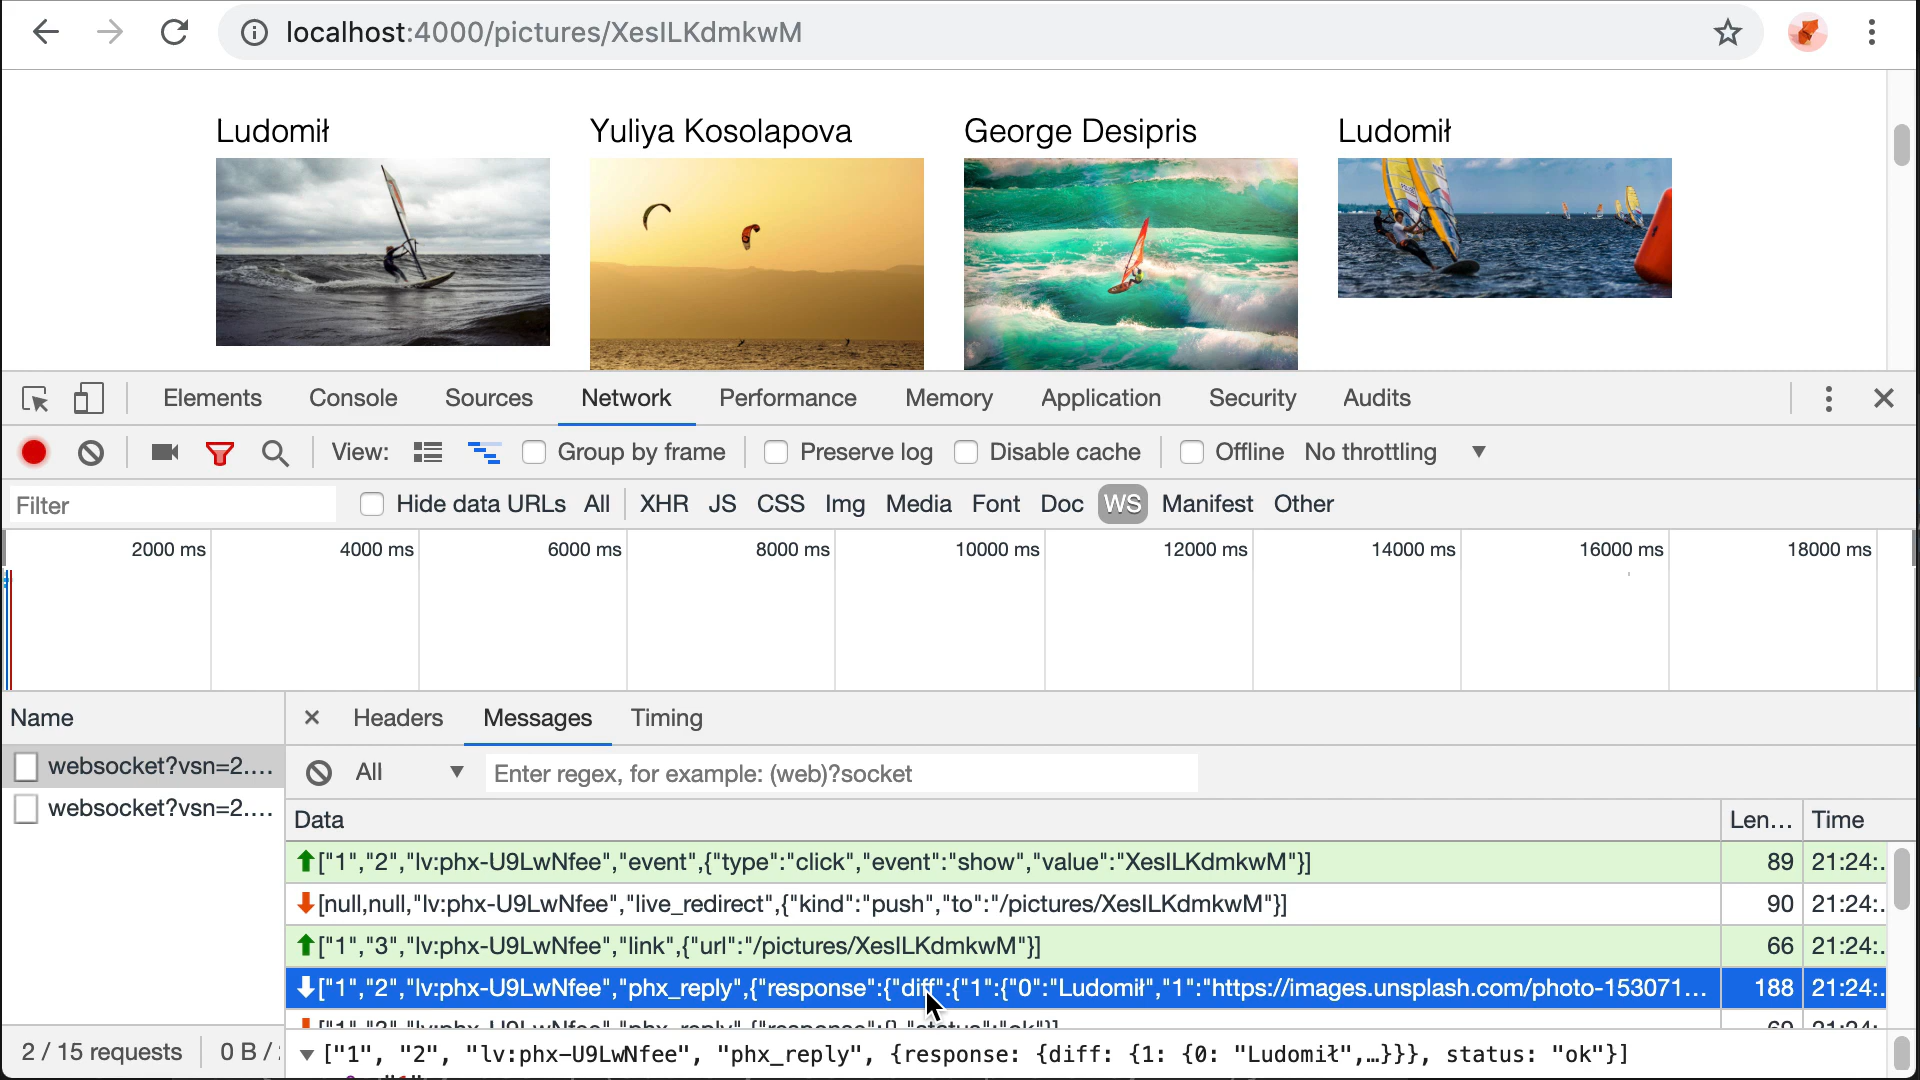 localhost:4000/pictures/XesILKdmkwM
Ludomił Yuliya Kosolapova George Desipris Ludomił
Elements Console Sources Network Performance Memory Application Security Audits
View: Group by frame Preserve log Disable cache Offline No throttling
Filter Hide data URLs All XHR JS CSS Img Media Font Doc WS Manifest Other
2000 ms 4000 ms 6000 ms 8000 ms 10000 ms 12000 ms 14000 ms 16000 ms 18000 ms
Name Headers Messages Timing
websocket?vsn=2....
All Enter regex, for example: (web)?socket
websocket?vsn=2....
Data Len... Time
["1","2","lv:phx-U9LwNfee","event",{"type":"click","event":"show","value":"XesILKdmkwM"}] 89 21:24:.
[null,null,"lv:phx-U9LwNfee","live_redirect",{"kind":"push","to":"/pictures/XesILKdmkwM"}] 90 21:24:.
["1","3","lv:phx-U9LwNfee","link",{"url":"/pictures/XesILKdmkwM"}] 66 21:24:.
["1","2","lv:phx-U9LwNfee","phx_reply",{"response":{"diff":{"1":{"0":"Ludomił","1":"https://images.unsplash.com/photo-153071... 188 21:24:.
2 / 15 requests 0 B / ["1", "2", "lv:phx-U9LwNfee", "phx_reply", {response: {diff: {1: {0: "Ludomił",…}}}, status: "ok"}]